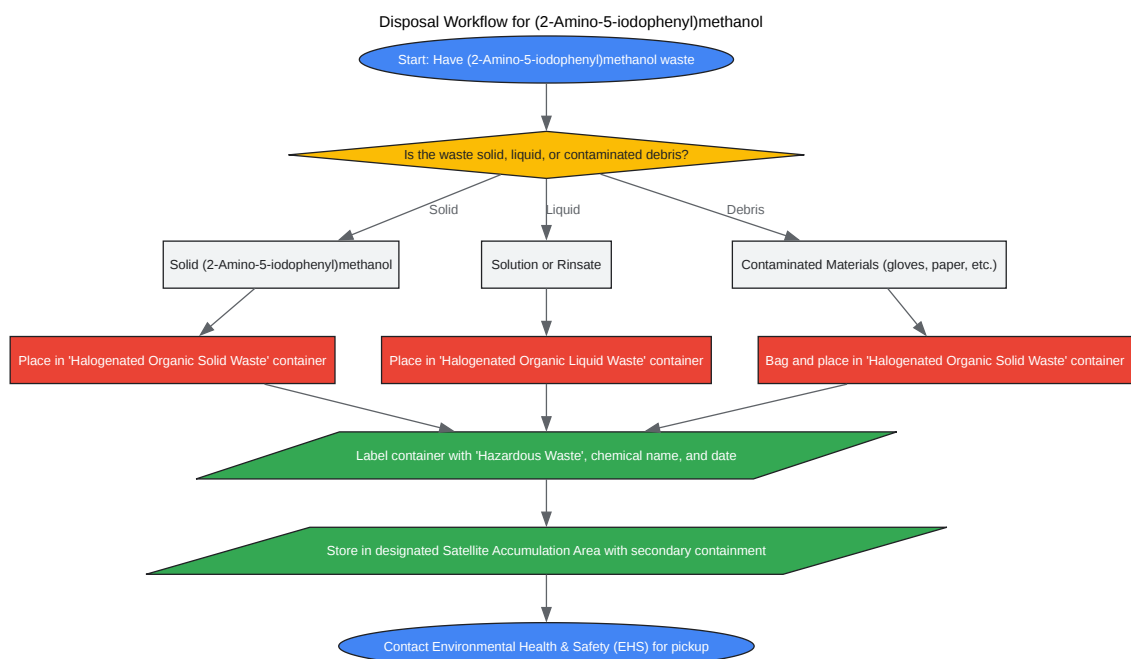 Disposal Workflow for (2-Amino-5-iodophenyl)methanol
Start: Have (2-Amino-5-iodophenyl)methanol waste
Is the waste solid, liquid, or contaminated debris?
Solid
Liquid
Debris
Solid (2-Amino-5-iodophenyl)methanol
Solution or Rinsate
Contaminated Materials (gloves, paper, etc.)
Place in 'Halogenated Organic Solid Waste' container
Place in 'Halogenated Organic Liquid Waste' container
Bag and place in 'Halogenated Organic Solid Waste' container
Label container with 'Hazardous Waste', chemical name, and date
Store in designated Satellite Accumulation Area with secondary containment
Contact Environmental Health & Safety (EHS) for pickup